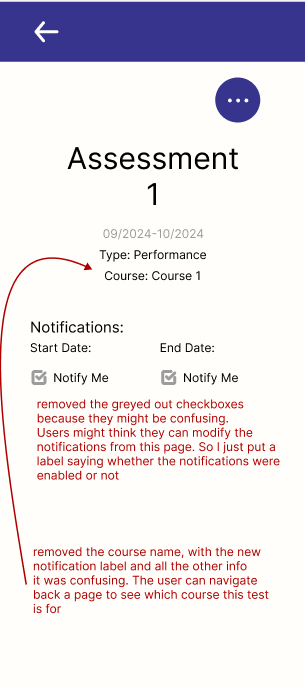 Assessment
1
09/2024-10/2024
Type: Performance
Course: Course 1
Notifications:
Start Date:
End Date:
Notify Me
Notify Me
removed the greyed out checkboxes
because they might be confusing.
Users might think they can modify the
notifications from this page. So I just put a
label saying whether the notifications were
enabled or not
removed the course name, with the new
notification label and all the other info
it was confusing. The user can navigate
back a page to see which course this test
is for